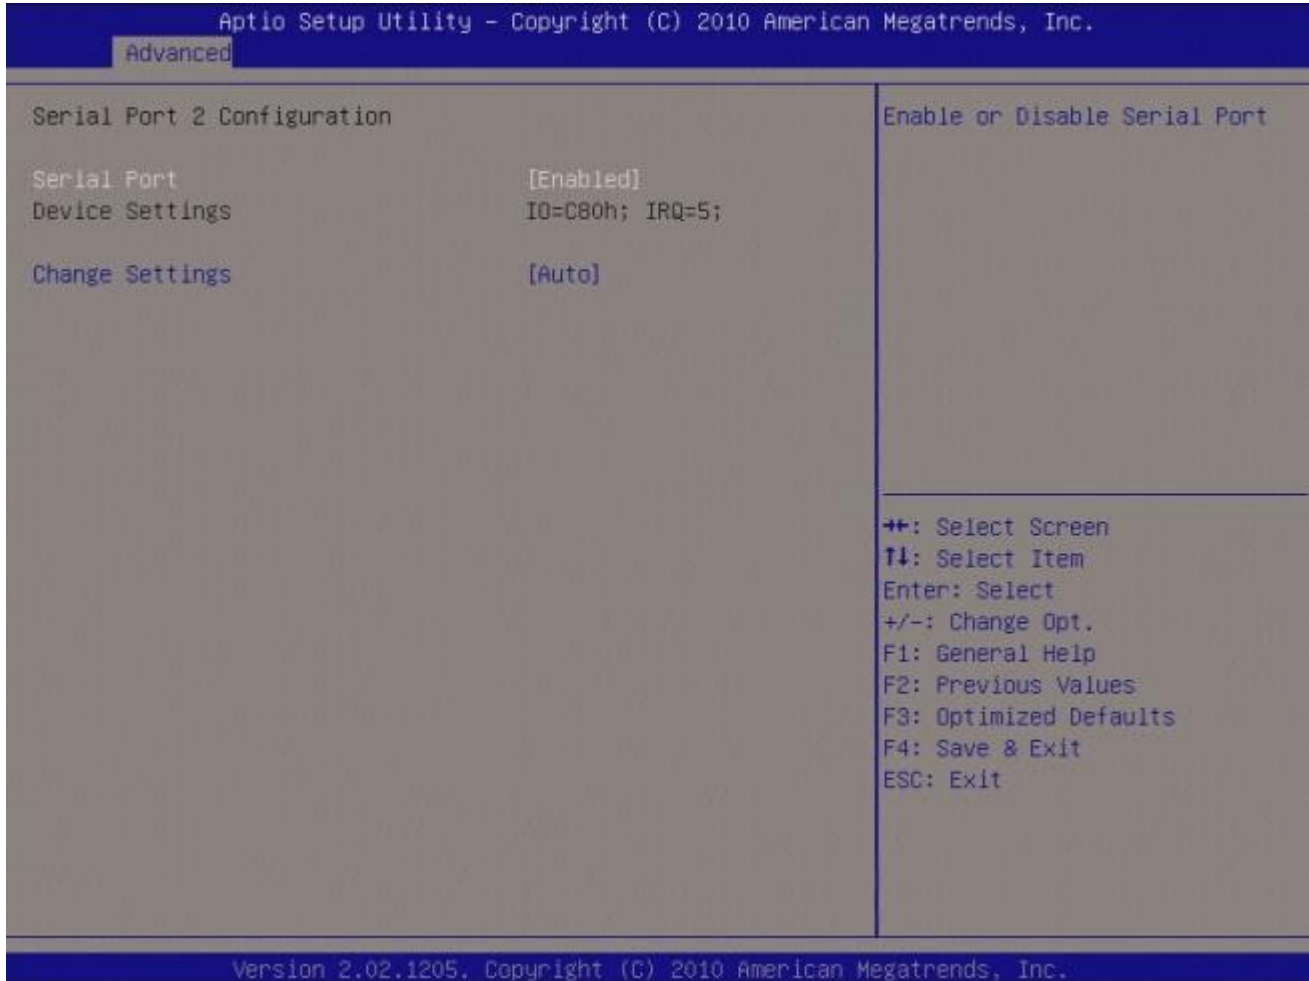 Aptio Setup Utility – Copyright (C) 2010 American Megatrends, Inc.
Advanced
Serial Port 2 Configuration
Serial Port [Enabled]
Device Settings IO=C80h; IRQ=5;
Change Settings [Auto]
Enable or Disable Serial Port
→←: Select Screen
↑↓: Select Item
Enter: Select
+/-: Change Opt.
F1: General Help
F2: Previous Values
F3: Optimized Defaults
F4: Save & Exit
ESC: Exit
Version 2.02.1205. Copyright (C) 2010 American Megatrends, Inc.